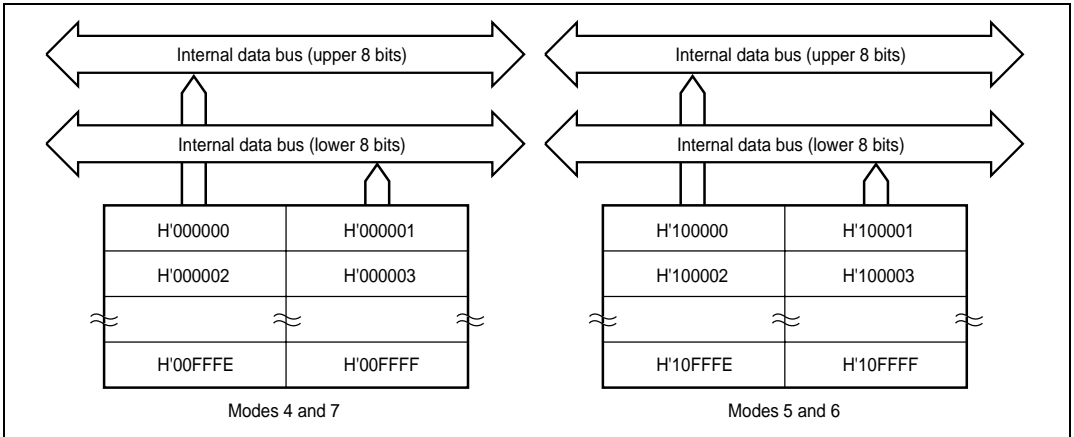 Internal data bus (upper 8 bits)
Internal data bus (lower 8 bits)
H'000000 H'000001
H'000002 H'000003
H'00FFFE H'00FFFF
Modes 4 and 7
Internal data bus (upper 8 bits)
Internal data bus (lower 8 bits)
H'100000 H'100001
H'100002 H'100003
H'10FFFE H'10FFFF
Modes 5 and 6